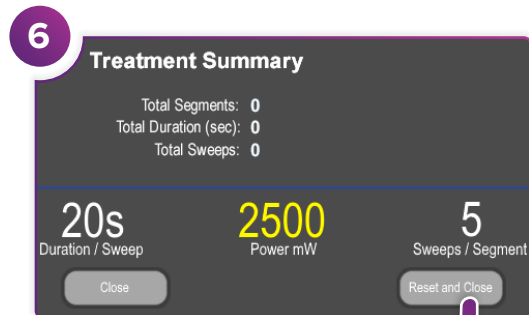 6
Treatment Summary
Total Segments: 0
Total Duration (sec): 0
Total Sweeps: 0
20s
Duration / Sweep
2500
Power mW
5
Sweeps / Segment
Close
Reset and Close